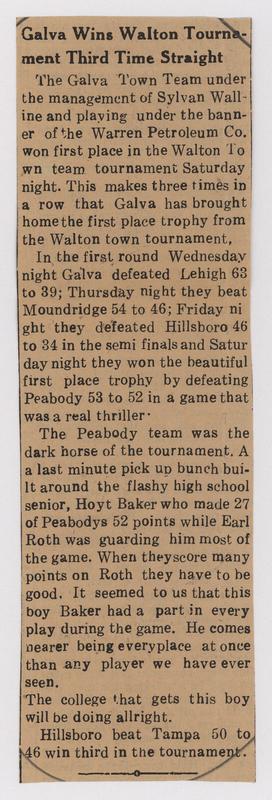 Galva Wins Walton Tourna-
ment Third Time Straight
The Galva Town Team under
the management of Sylvan Wall-
ine and playing under the bann-
er of the Warren Petroleum Co.
won first place in the Walton To
wn team tournament Saturday
night. This makes three times in
a row that Galva has brought
home the first place trophy from
the Walton town tournament,
In the first round Wednesday
night Galva defeated Lehigh 63
to 39; Thursday night they beat
Moundridge 54 to 46; Friday ni
ght they defeated Hillsboro 46
to 34 in the semi finals and Satur
day night they won the beautiful
first place trophy by defeating
Peabody 53 to 52 in a game that
was a real thriller·
The Peabody team was the
dark horse of the tournament. A
a last minute pick up bunch bui-
lt around the flashy high school
senior, Hoyt Baker who made 27
of Peabodys 52 points while Earl
Roth was guarding him most of
the game. When they score many
points on Roth they have to be
good. It seemed to us that this
boy Baker had a part in every
play during the game. He comes
nearer being everyplace at once
than any player we have ever
seen.
The college that gets this boy
will be doing allright.
Hillsboro beat Tampa 50 to
46 win third in the tournament.